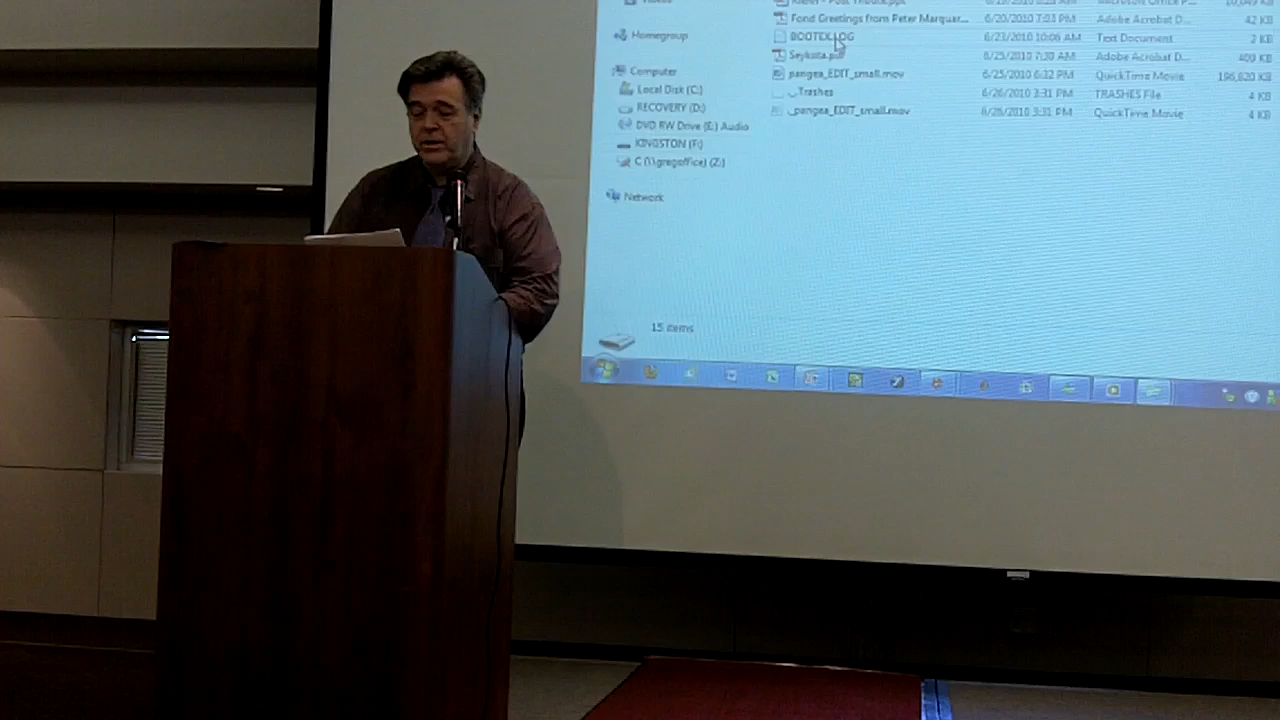 Fond Greetings from Peter Marquar... 6/20/2010 7:03 PM Adobe Acrobat D... 42 KB
Homegroup
BOOTEX.LOG 6/23/2010 10:06 AM Text Document 2 KB
Seykota.pdf 6/25/2010 7:30 AM Adobe Acrobat D... 409 KB
Computer
pangea_EDIT_small.mov 6/25/2010 6:32 PM QuickTime Movie 196,820 KB
Local Disk (C:)
._.Trashes 6/26/2010 3:31 PM TRASHES File 4 KB
RECOVERY (D:)
._pangea_EDIT_small.mov 6/26/2010 3:31 PM QuickTime Movie 4 KB
DVD RW Drive (E:) Audio
KINGSTON (F:)
C (\\gregoffice) (Z:)
Network
15 items